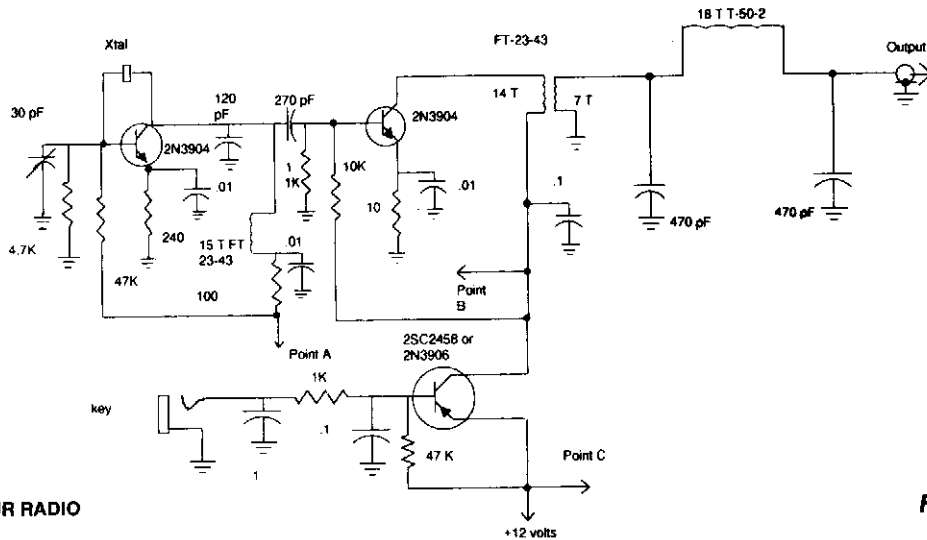 18 T T-50-2
Xtal
FT-23-43
Output
30 pF
120
pF
270 pF
14 T
7 T
2N3904
2N3904
.01
1
1K
10K
.01
.1
4.7K
240
10
470 pF
470 pF
15 T FT
23-43
.01
47K
100
Point
B
Point A
2SC2458 or
2N3906
1K
key
.1
1
47 K
Point C
UR RADIO
+12 volts